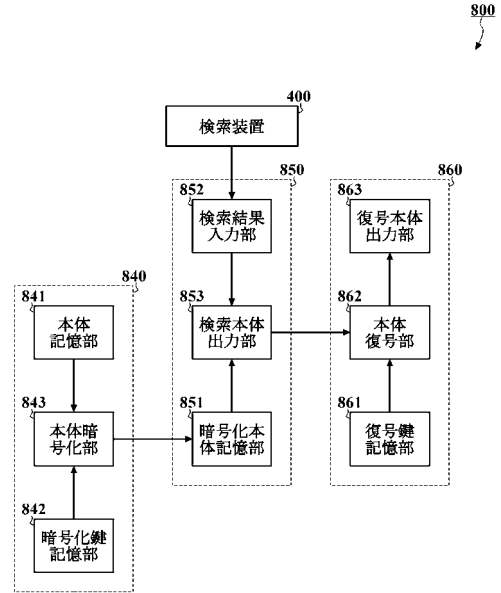 800
400
検索装置
850
860
852
検索結果
入力部
863
復号本体
出力部
840
841
本体
記憶部
853
検索本体
出力部
862
本体
復号部
843
本体暗
号化部
851
暗号化本
体記憶部
861
復号鍵
記憶部
842
暗号化鍵
記憶部